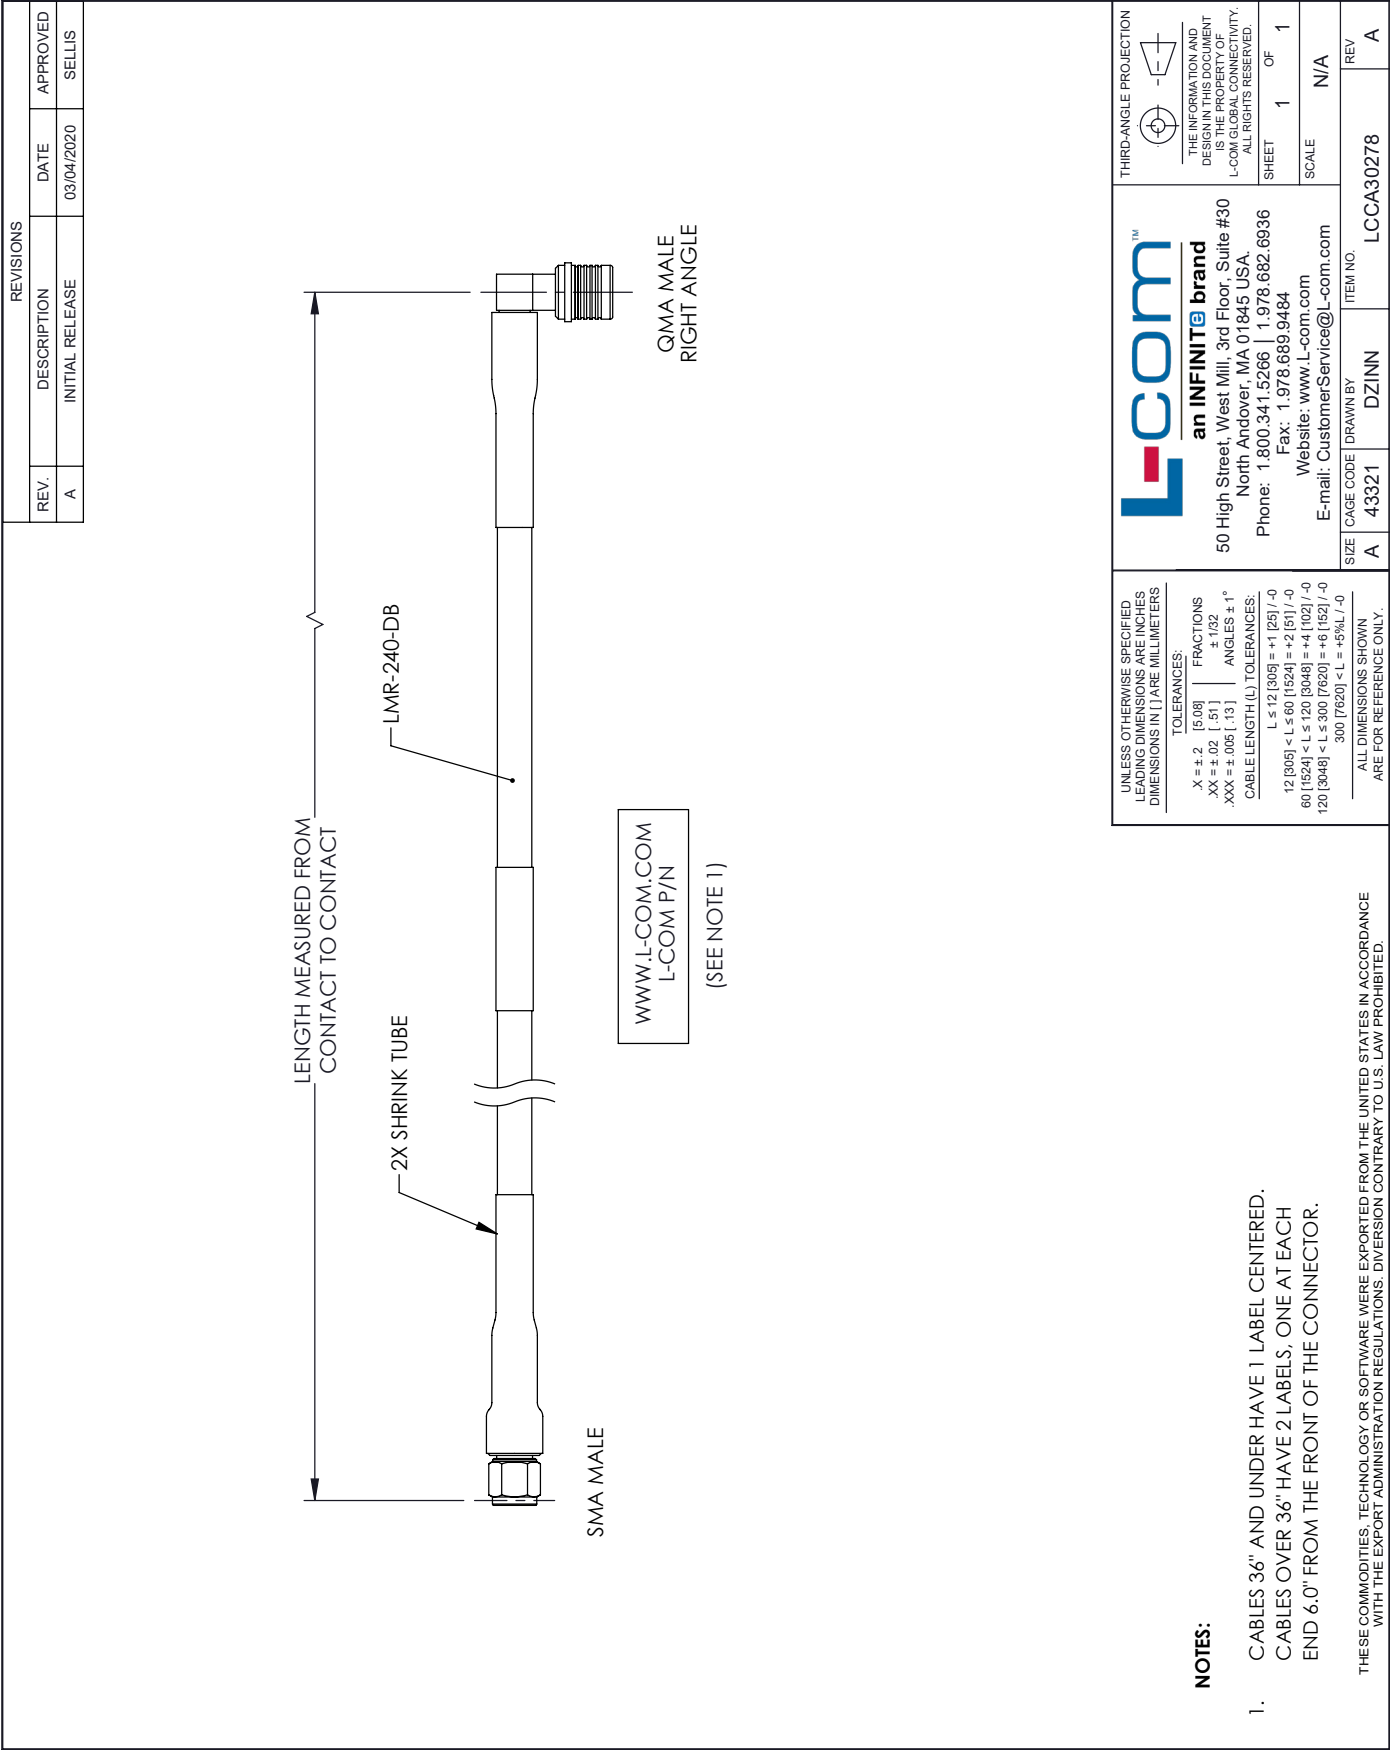 REVISIONS
REV. DESCRIPTION DATE APPROVED
A INITIAL RELEASE 03/04/2020 SELLIS
LENGTH MEASURED FROM
CONTACT TO CONTACT
2X SHRINK TUBE
LMR-240-DB
SMA MALE
QMA MALE
RIGHT ANGLE
WWW.L-COM.COM
L-COM P/N
(SEE NOTE 1)
NOTES:
1. CABLES 36" AND UNDER HAVE 1 LABEL CENTERED.
CABLES OVER 36" HAVE 2 LABELS, ONE AT EACH
END 6.0" FROM THE FRONT OF THE CONNECTOR.
THESE COMMODITIES, TECHNOLOGY OR SOFTWARE WERE EXPORTED FROM THE UNITED STATES IN ACCORDANCE
WITH THE EXPORT ADMINISTRATION REGULATIONS. DIVERSION CONTRARY TO U.S. LAW PROHIBITED.
UNLESS OTHERWISE SPECIFIED
LEADING DIMENSIONS ARE INCHES
DIMENSIONS IN [ ] ARE MILLIMETERS
TOLERANCES:
.X = ±.2 [5.08] FRACTIONS
.XX = ±.02 [ .51] ± 1/32
.XXX = ±.005 [ .13 ] ANGLES ± 1°
CABLE LENGTH (L) TOLERANCES:
L ≤ 12 [305] = +1 [25] / -0
12 [305] < L ≤ 60 [1524] = +2 [51] / -0
60 [1524] < L ≤ 120 [3048] = +4 [102] / -0
120 [3048] < L ≤ 300 [7620] = +6 [152] / -0
300 [7620] < L = +5%L / -0
ALL DIMENSIONS SHOWN
ARE FOR REFERENCE ONLY.
L-com™
an INFINITe brand
50 High Street, West Mill, 3rd Floor, Suite #30
North Andover, MA 01845 USA.
Phone: 1.800.341.5266 | 1.978.682.6936
Fax: 1.978.689.9484
Website: www.L-com.com
E-mail: CustomerService@L-com.com
THIRD-ANGLE PROJECTION
THE INFORMATION AND
DESIGN IN THIS DOCUMENT
IS THE PROPERTY OF
L-COM GLOBAL CONNECTIVITY.
ALL RIGHTS RESERVED.
SHEET 1 OF 1
SCALE N/A
SIZE A
CAGE CODE 43321
DRAWN BY DZINN
ITEM NO. LCCA30278
REV A